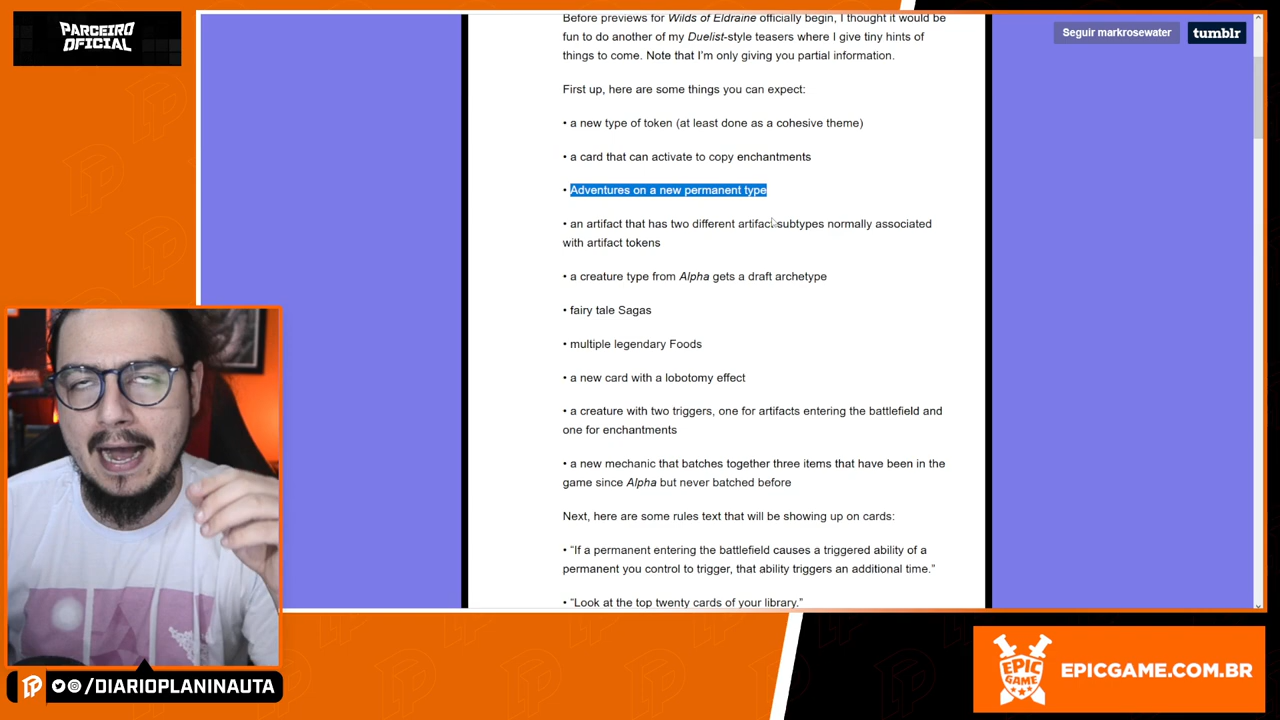 PARCEIRO
OFICIAL
Before previews for Wilds of Eldraine officially begin, I thought it would be
fun to do another of my Duelist-style teasers where I give tiny hints of
things to come. Note that I'm only giving you partial information.
Seguir markrosewater
tumblr
First up, here are some things you can expect:
• a new type of token (at least done as a cohesive theme)
• a card that can activate to copy enchantments
• Adventures on a new permanent type
• an artifact that has two different artifact subtypes normally associated
with artifact tokens
• a creature type from Alpha gets a draft archetype
• fairy tale Sagas
• multiple legendary Foods
• a new card with a lobotomy effect
• a creature with two triggers, one for artifacts entering the battlefield and
one for enchantments
• a new mechanic that batches together three items that have been in the
game since Alpha but never batched before
Next, here are some rules text that will be showing up on cards:
• “If a permanent entering the battlefield causes a triggered ability of a
permanent you control to trigger, that ability triggers an additional time.”
• “Look at the top twenty cards of your library.”
/DIARIOPLANINAUTA
EPIC
GAME
EPICGAME.COM.BR